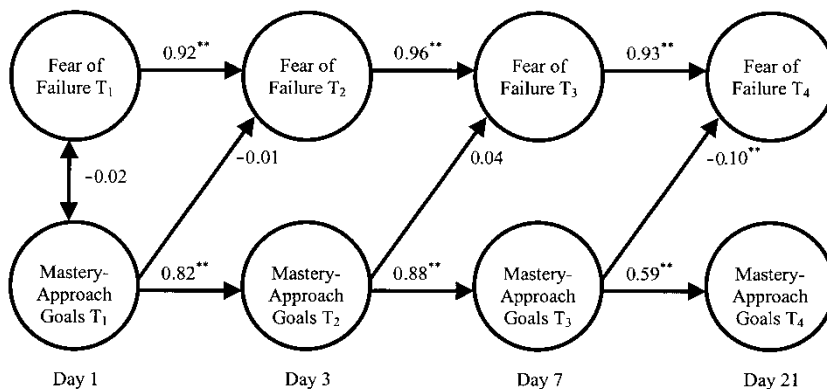 Fear of
Failure T1
0.92**
Fear of
Failure T2
0.96**
Fear of
Failure T3
0.93**
Fear of
Failure T4
−0.02
−0.01
0.04
−0.10**
Mastery-
Approach
Goals T1
0.82**
Mastery-
Approach
Goals T2
0.88**
Mastery-
Approach
Goals T3
0.59**
Mastery-
Approach
Goals T4
Day 1
Day 3
Day 7
Day 21